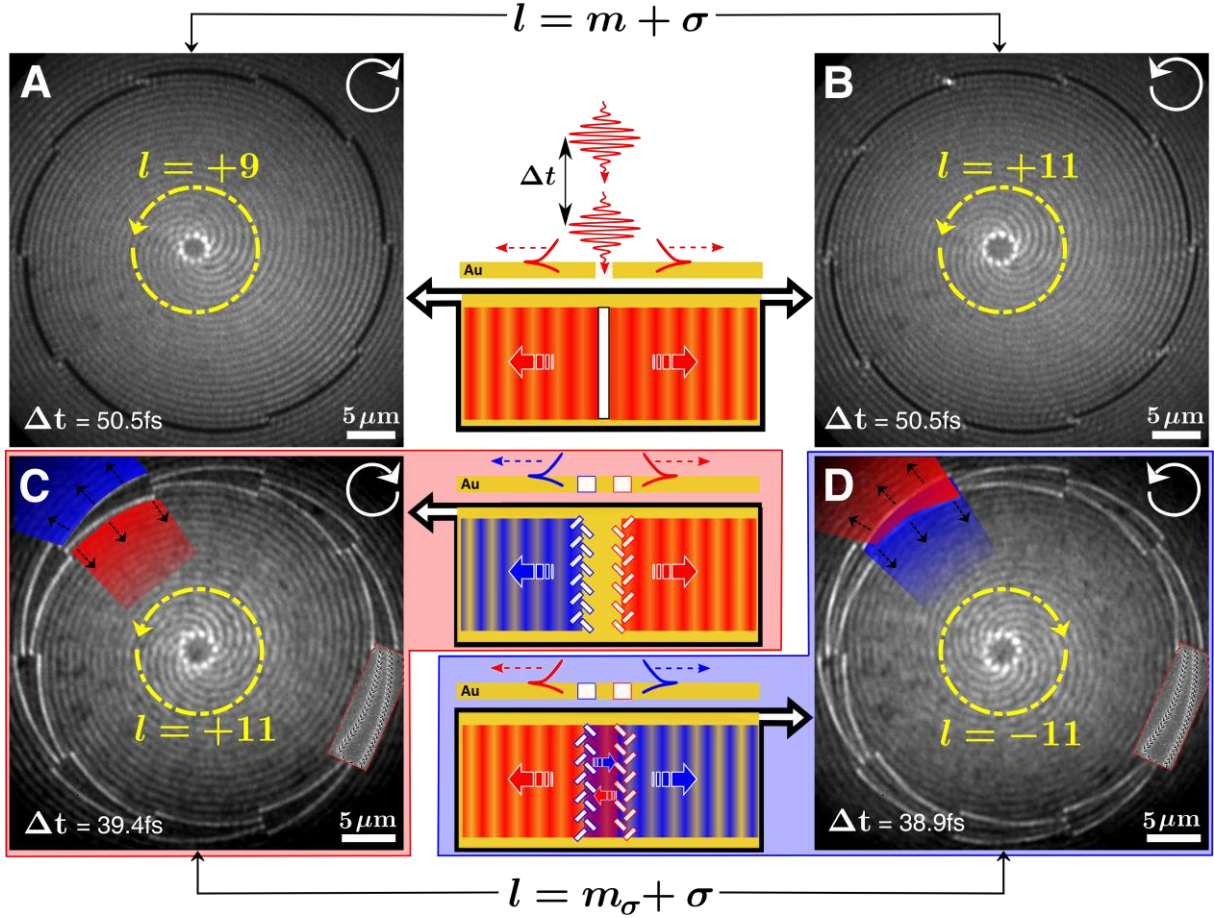 l = m + σ
A
l = +9
Δt = 50.5fs
5 μm
Δt
Au
B
l = +11
Δt = 50.5fs
5 μm
C
l = +11
Δt = 39.4fs
5 μm
Au
Au
D
l = −11
Δt = 38.9fs
5 μm
l = mσ + σ